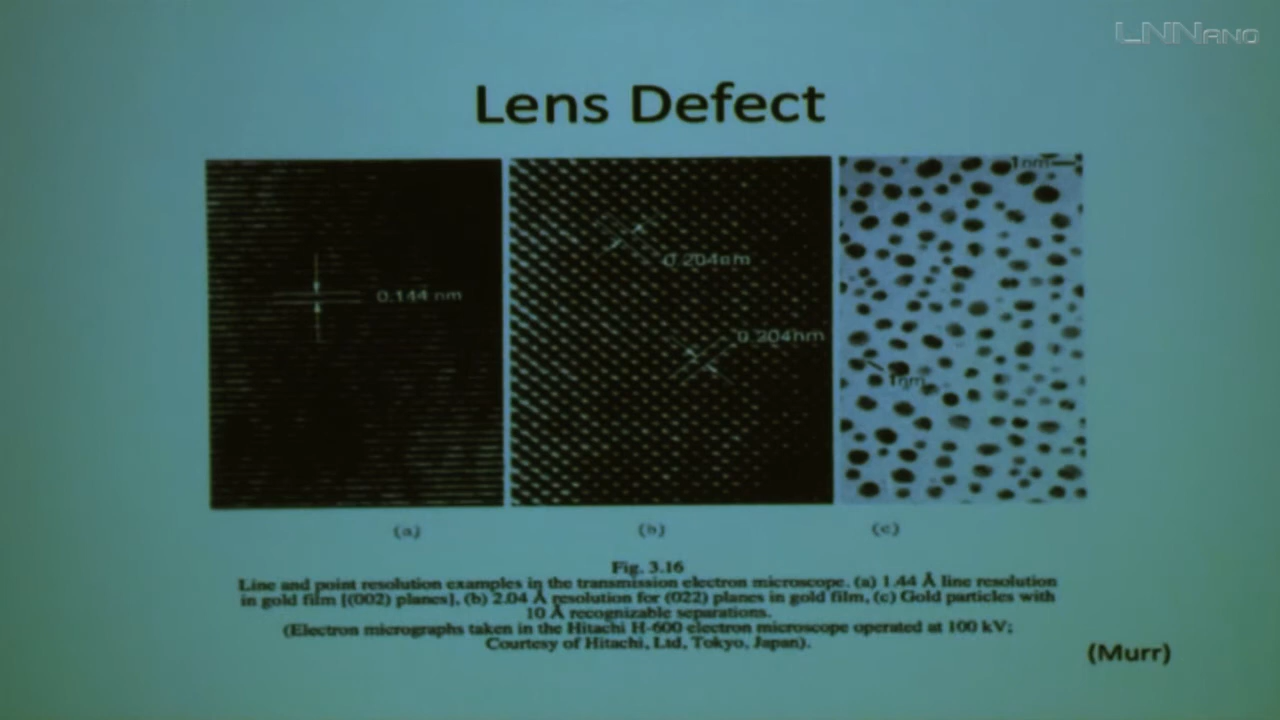 LNNano
Lens Defect
1nm
0.204nm
0.144 nm
0.204nm
1nm
(a) (b) (c)
Fig. 3.16
Line and point resolution examples in the transmission electron microscope. (a) 1.44 Å line resolution
in gold film [(002) planes], (b) 2.04 Å resolution for (022) planes in gold film, (c) Gold particles with
10 Å recognizable separations.
(Electron micrographs taken in the Hitachi H-600 electron microscope operated at 100 kV;
Courtesy of Hitachi, Ltd, Tokyo, Japan).
(Murr)